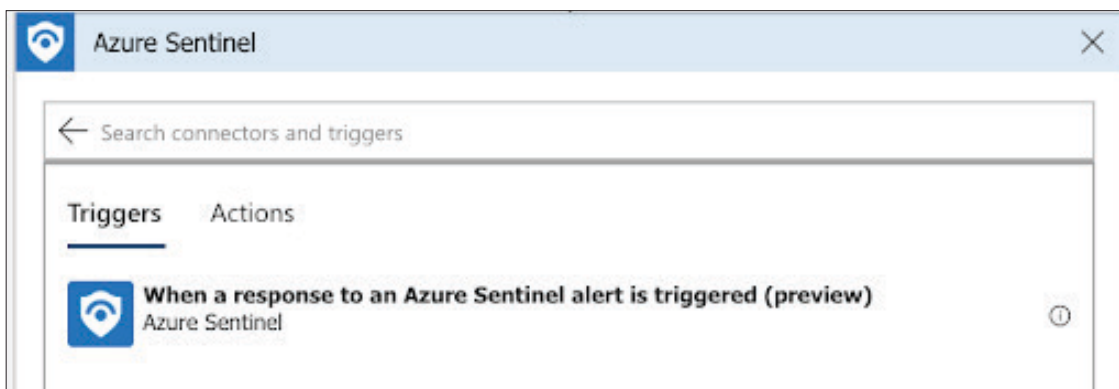 Azure Sentinel
Search connectors and triggers
Triggers Actions
When a response to an Azure Sentinel alert is triggered (preview)
Azure Sentinel